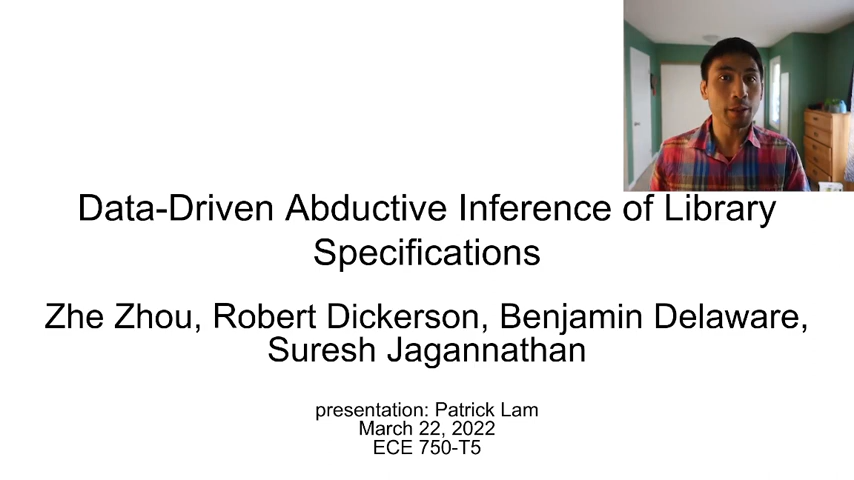 Data-Driven Abductive Inference of Library
Specifications
Zhe Zhou, Robert Dickerson, Benjamin Delaware,
Suresh Jagannathan
presentation: Patrick Lam
March 22, 2022
ECE 750-T5